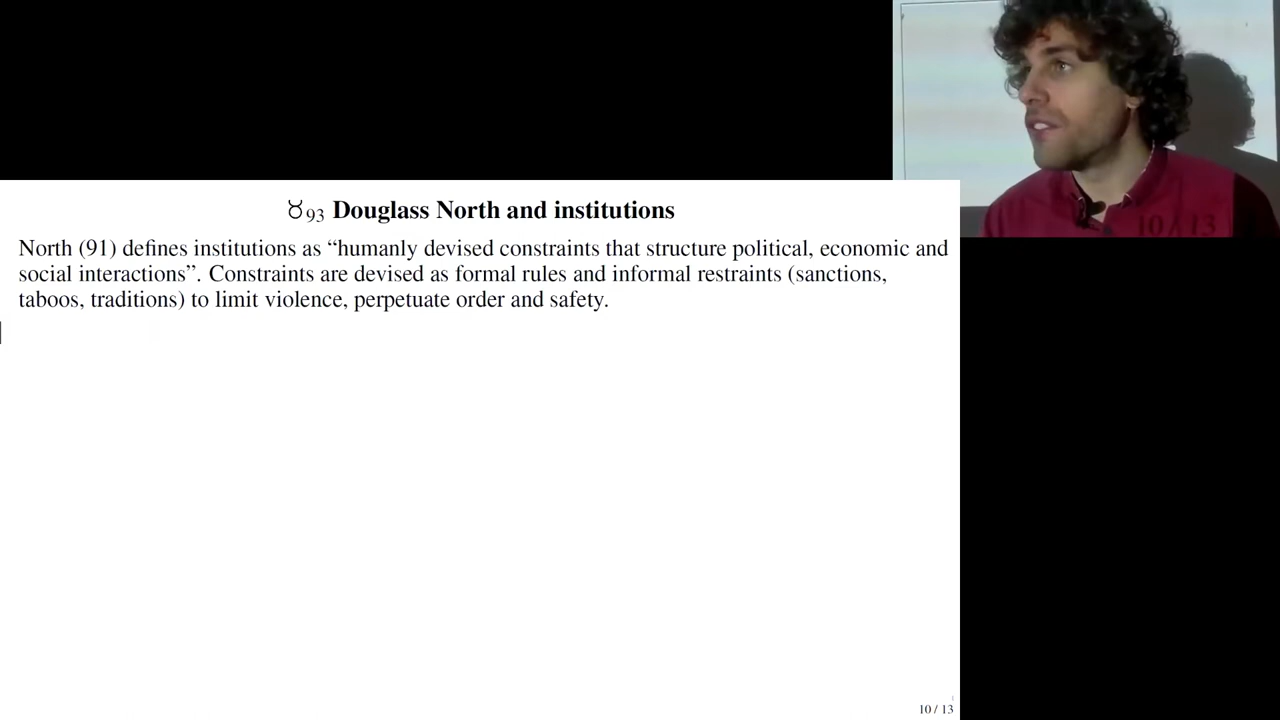 ♉93 Douglass North and institutions
North (91) defines institutions as “humanly devised constraints that structure political, economic and
social interactions”. Constraints are devised as formal rules and informal restraints (sanctions,
taboos, traditions) to limit violence, perpetuate order and safety.
10 / 13
10 / 13